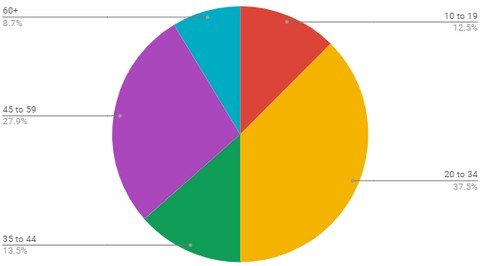 60+
8.7%
10 to 19
12.5%
45 to 59
27.9%
20 to 34
37.5%
35 to 44
13.5%